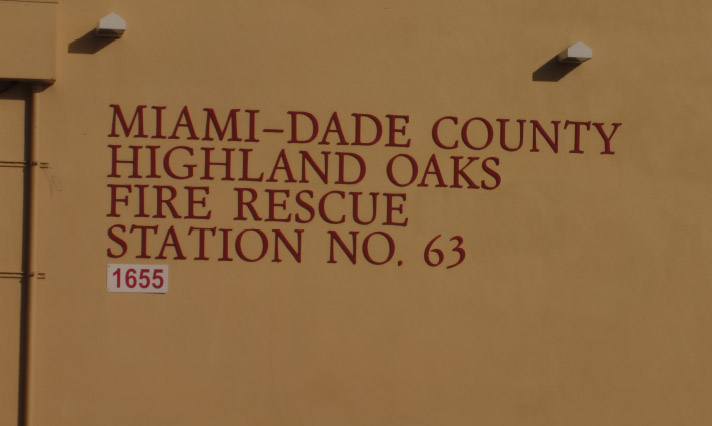 MIAMI-DADE COUNTY
HIGHLAND OAKS
FIRE RESCUE
STATION NO. 63
1655